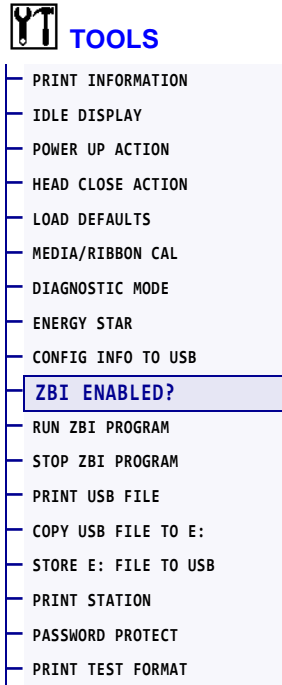 TOOLS
PRINT INFORMATION
IDLE DISPLAY
POWER UP ACTION
HEAD CLOSE ACTION
LOAD DEFAULTS
MEDIA/RIBBON CAL
DIAGNOSTIC MODE
ENERGY STAR
CONFIG INFO TO USB
ZBI ENABLED?
RUN ZBI PROGRAM
STOP ZBI PROGRAM
PRINT USB FILE
COPY USB FILE TO E:
STORE E: FILE TO USB
PRINT STATION
PASSWORD PROTECT
PRINT TEST FORMAT